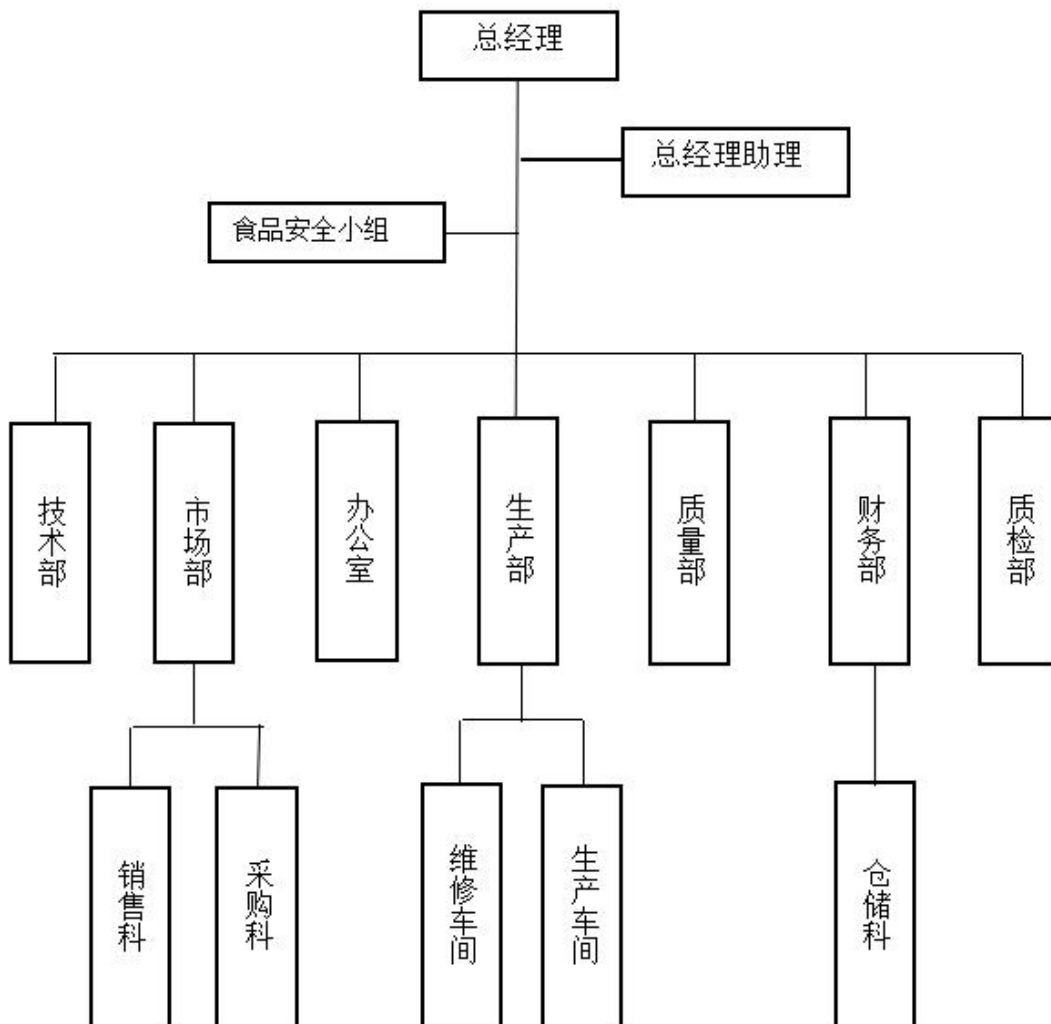 总经理
总经理助理
食品安全小组
技术部
市场部
办公室
生产部
质量部
财务部
质检部
销售科
采购科
维修车间
生产车间
仓储科